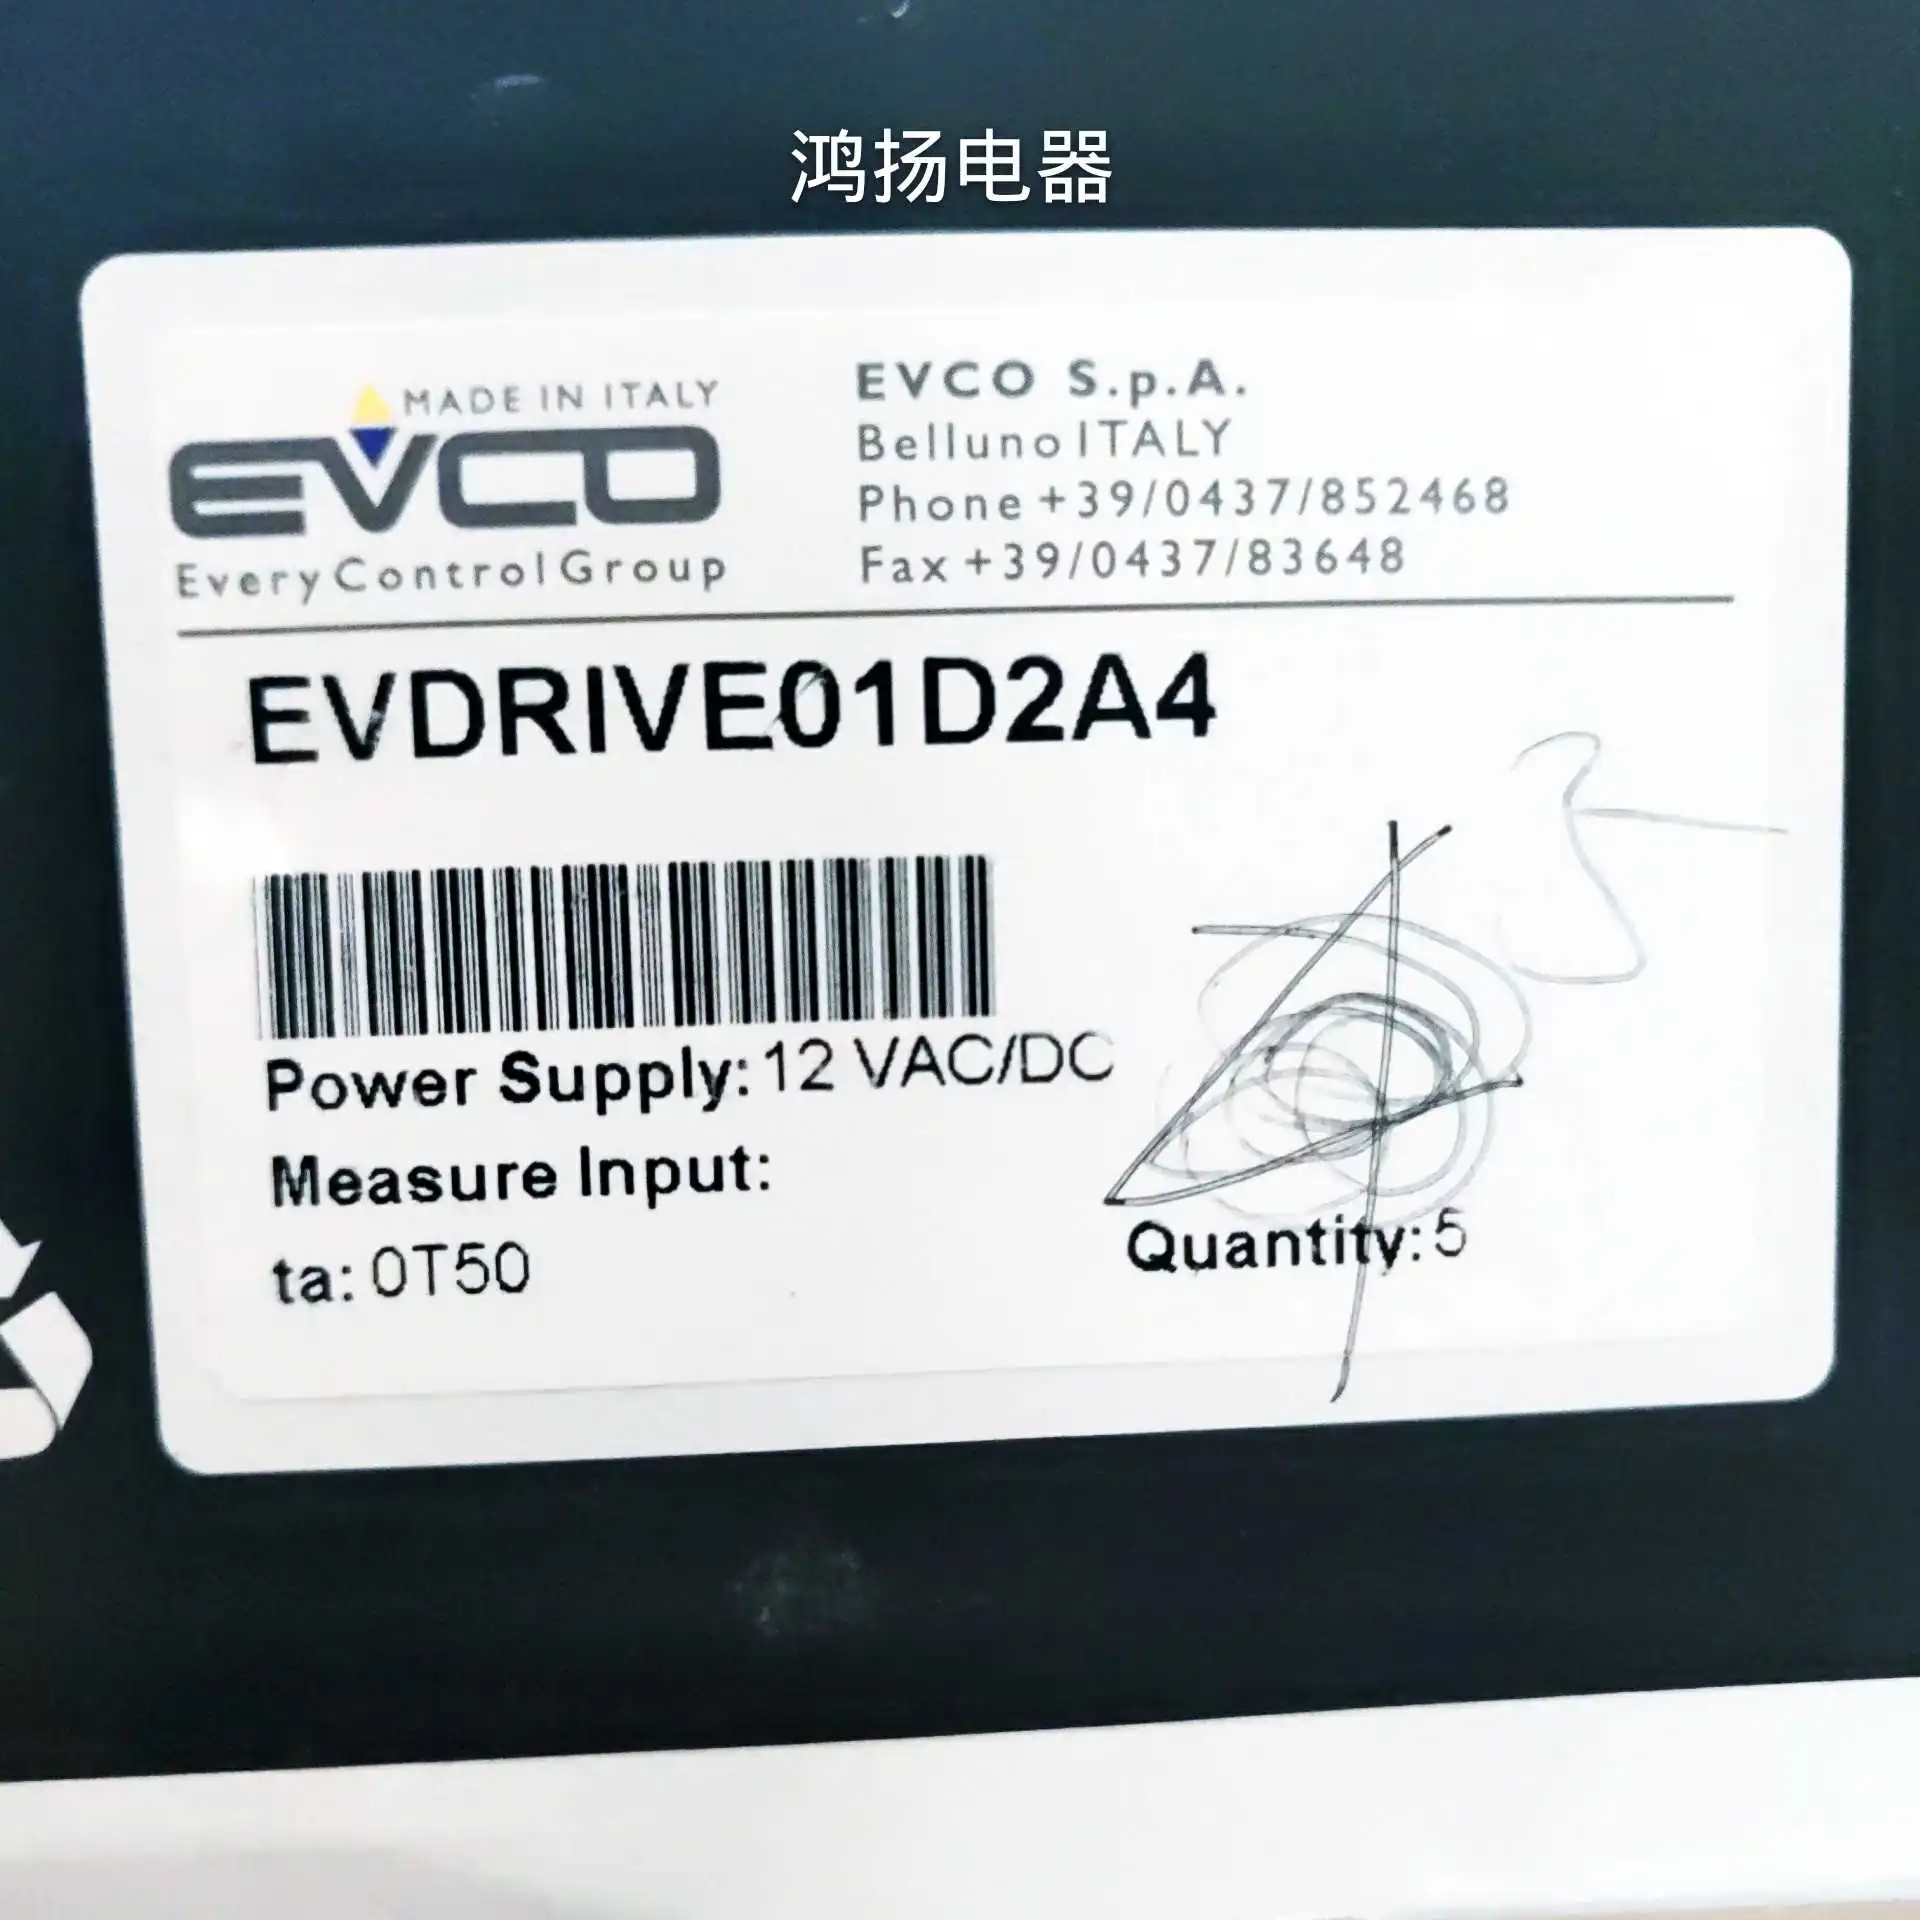 鸿扬电器
MADE IN ITALY
EVCO
Every Control Group
EVCO S.p.A.
Belluno ITALY
Phone +39/0437/852468
Fax +39/0437/83648
EVDRIVE01D2A4
Power Supply: 12 VAC/DC
Measure Input:
ta: 0T50
Quantity: 5